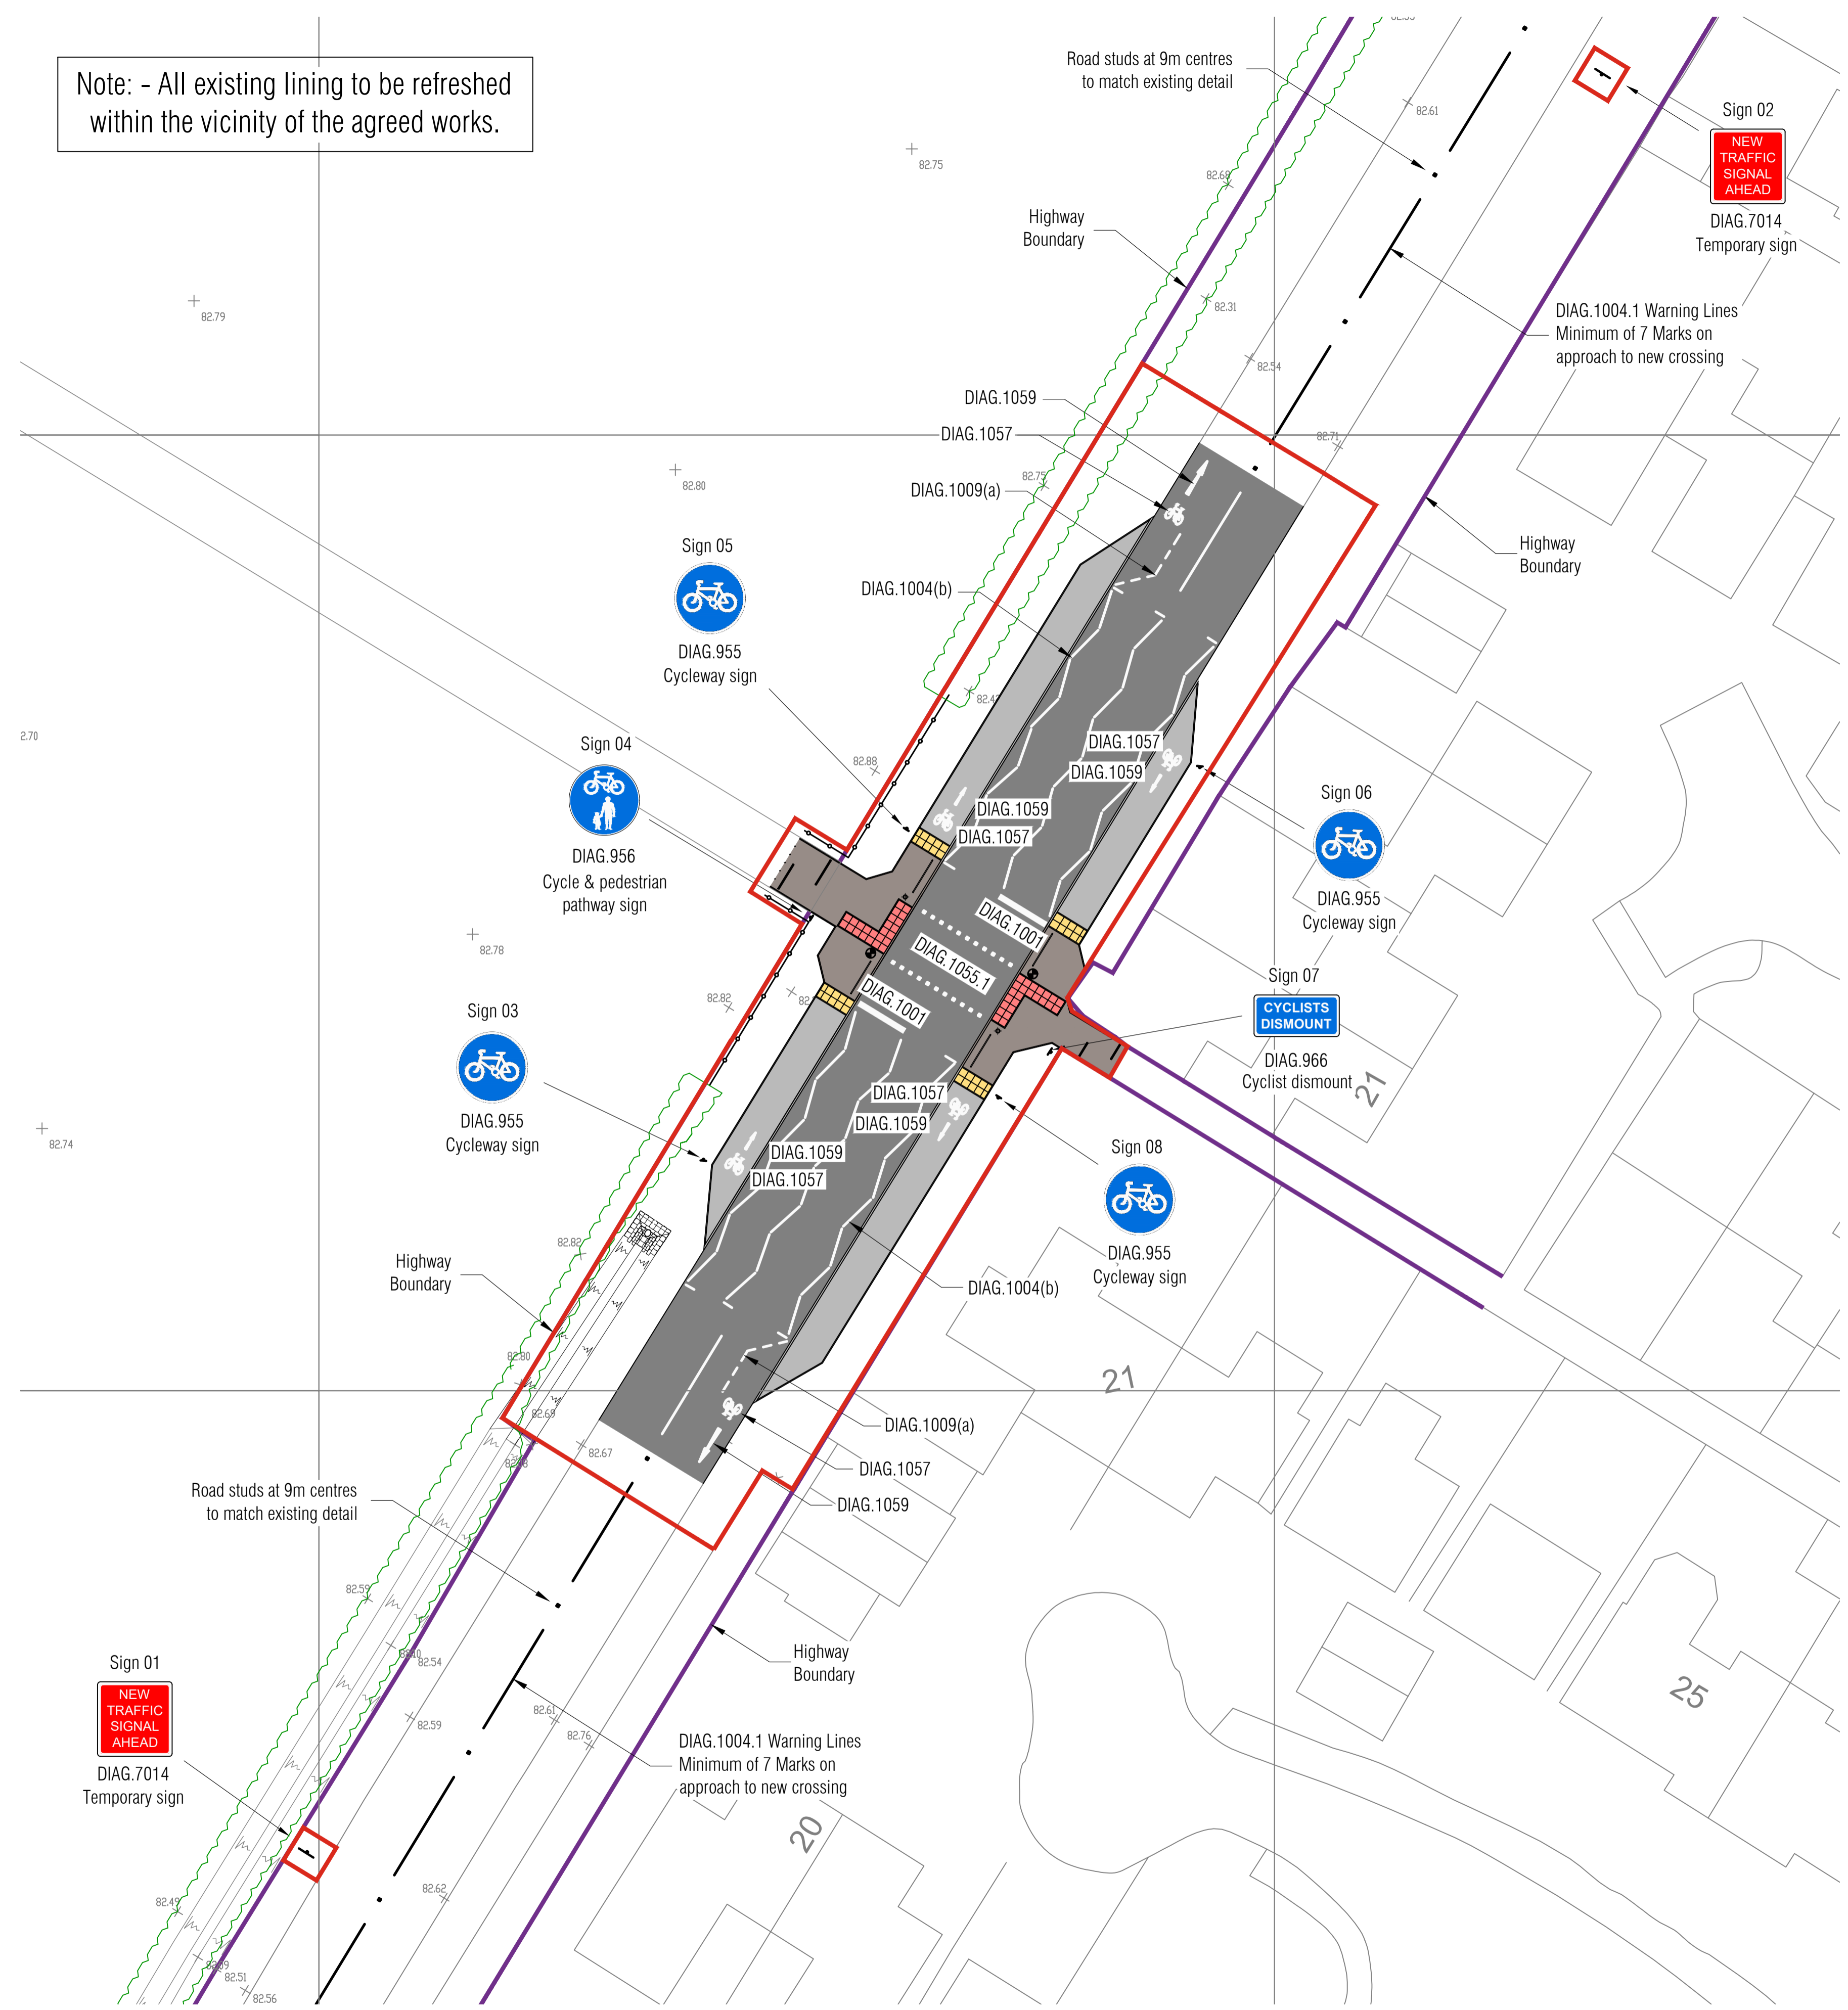 Note: - All existing lining to be refreshed
within the vicinity of the agreed works.
Road studs at 9m centres
to match existing detail
82.61
Sign 02
NEW
TRAFFIC
SIGNAL
AHEAD
DIAG.7014
Temporary sign
82.75
82.68
Highway
Boundary
82.79
82.31
DIAG.1004.1 Warning Lines
Minimum of 7 Marks on
approach to new crossing
82.54
DIAG.1059
DIAG.1057
82.71
82.80
82.75
DIAG.1009(a)
Highway
Boundary
Sign 05
DIAG.955
Cycleway sign
DIAG.1004(b)
82.42
2.70
Sign 04
DIAG.956
Cycle & pedestrian
pathway sign
82.88
DIAG.1057
DIAG.1059
DIAG.1059
DIAG.1057
Sign 06
DIAG.955
Cycleway sign
82.78
DIAG.1001
DIAG.1055.1
DIAG.1001
82.82
82.
Sign 07
CYCLISTS
DISMOUNT
DIAG.966
Cyclist dismount
21
Sign 03
DIAG.955
Cycleway sign
82.74
DIAG.1057
DIAG.1059
DIAG.1059
DIAG.1057
Sign 08
DIAG.955
Cycleway sign
82.82
Highway
Boundary
DIAG.1004(b)
82.80
21
82.69
82.67
DIAG.1009(a)
DIAG.1057
DIAG.1059
Road studs at 9m centres
to match existing detail
82.59
82.54
Highway
Boundary
25
Sign 01
NEW
TRAFFIC
SIGNAL
AHEAD
DIAG.7014
Temporary sign
82.59
82.61
82.76
DIAG.1004.1 Warning Lines
Minimum of 7 Marks on
approach to new crossing
20
82.62
82.49
82.51
82.56